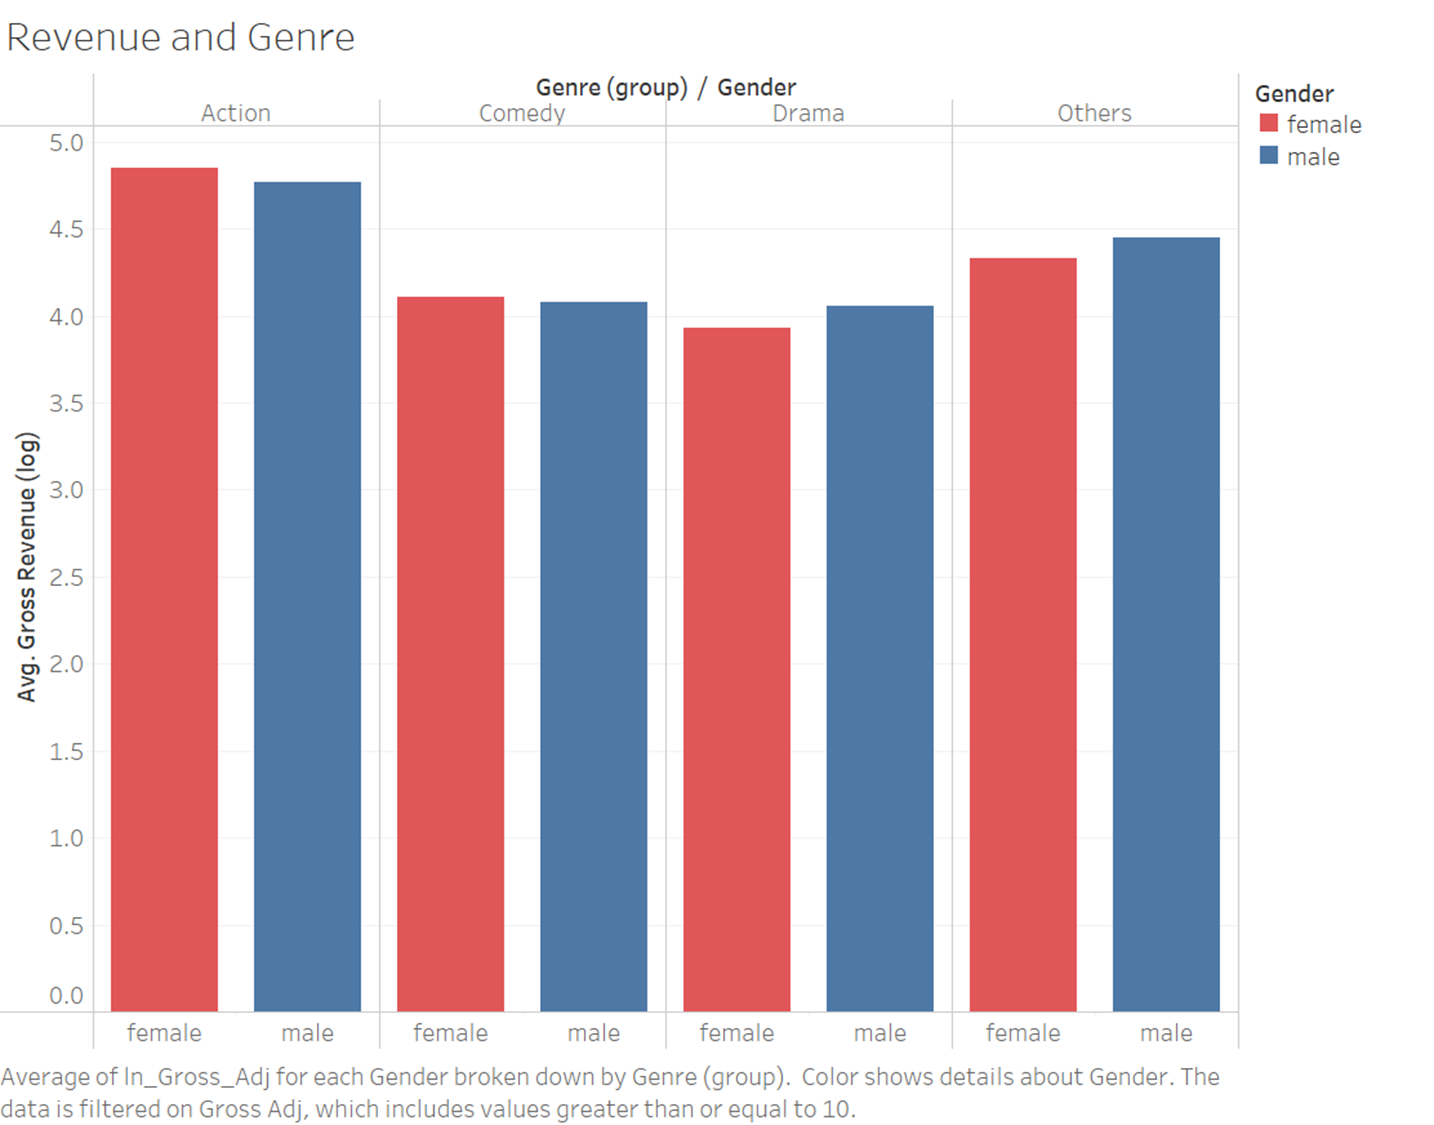 Revenue and Genre
Genre (group) / Gender
Action Comedy Drama Others
Gender
female
male
Avg. Gross Revenue (log)
5.0
4.5
4.0
3.5
3.0
2.5
2.0
1.5
1.0
0.5
0.0
female male female male female male female male
Average of ln_Gross_Adj for each Gender broken down by Genre (group). Color shows details about Gender. The
data is filtered on Gross Adj, which includes values greater than or equal to 10.